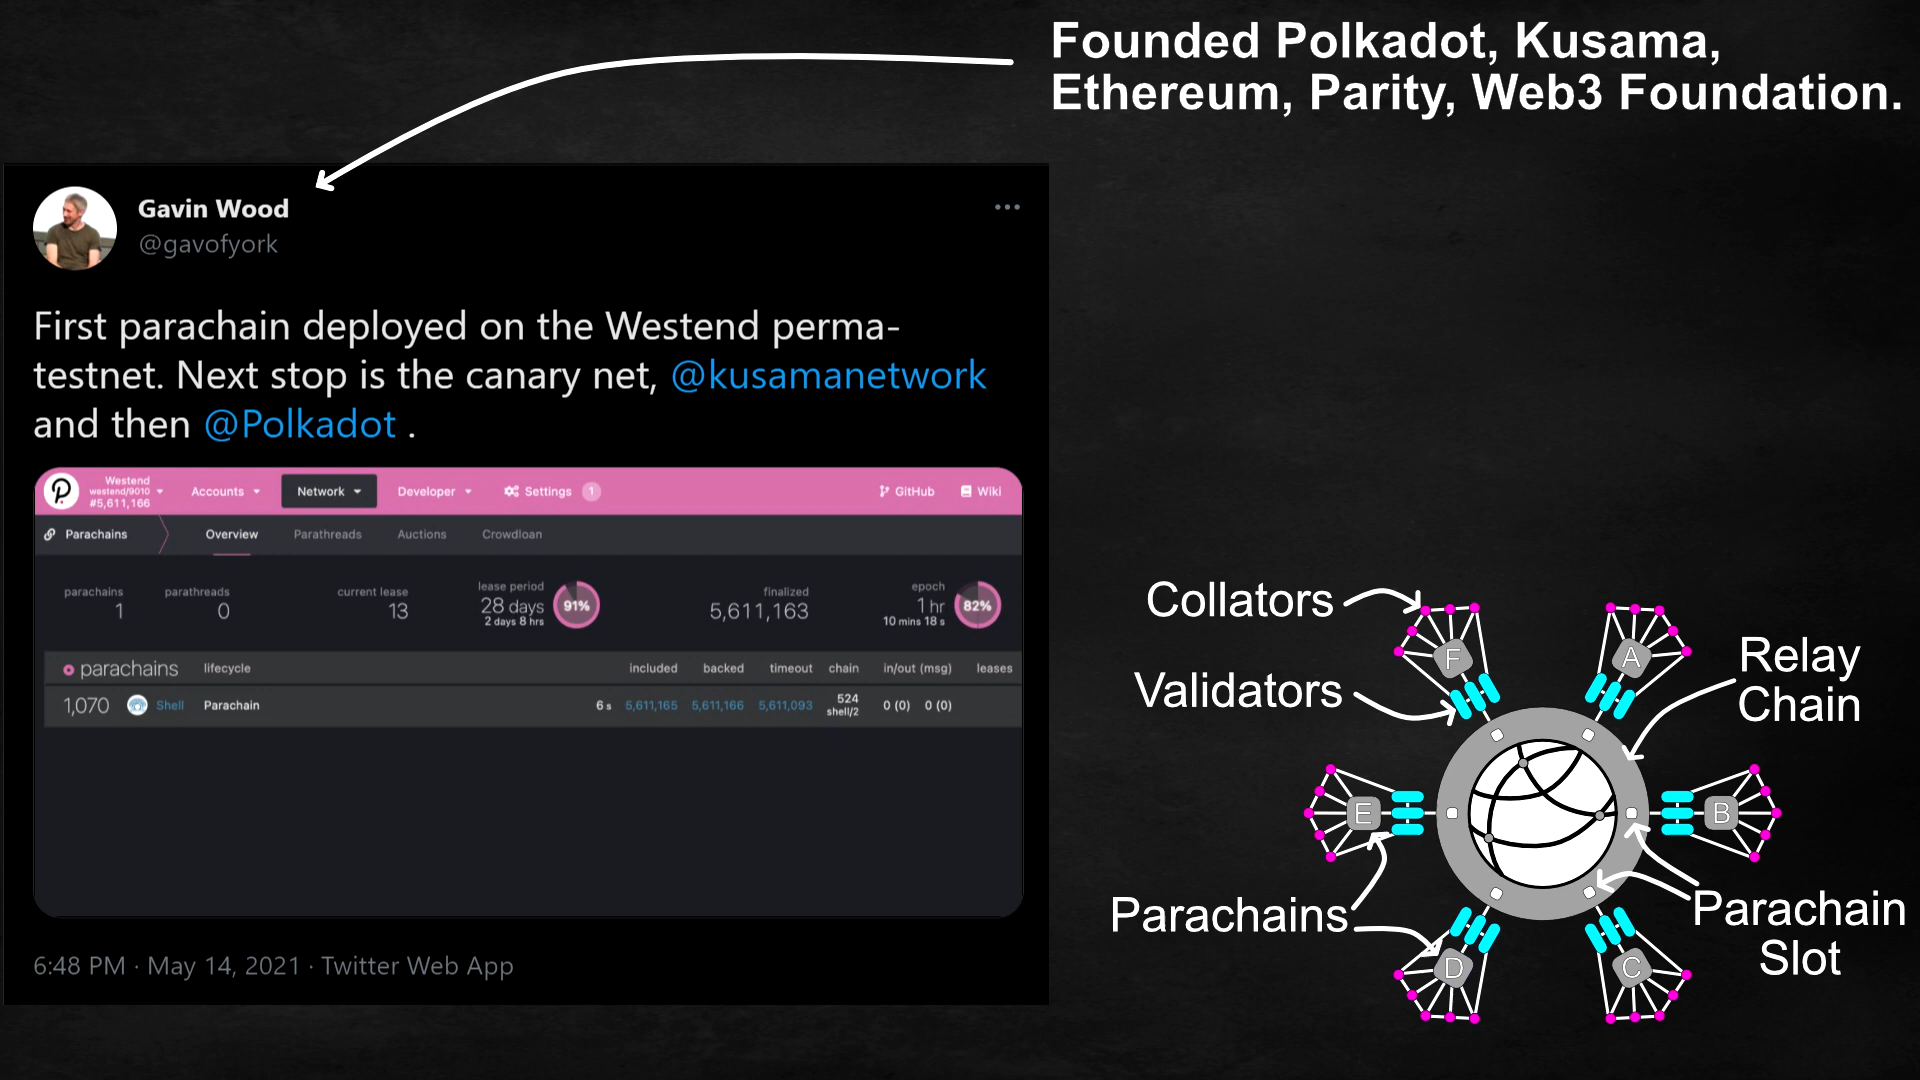 Founded Polkadot, Kusama,
Ethereum, Parity, Web3 Foundation.
Gavin Wood
@gavofyork
First parachain deployed on the Westend perma-
testnet. Next stop is the canary net, @kusamanetwork
and then @Polkadot .
Westend
westend/9010
#5,611,166
Accounts
Network
Developer
Settings 1
GitHub
Wiki
Parachains
Overview
Parathreads
Auctions
Crowdloan
parachains
1
parathreads
0
current lease
13
lease period
28 days
2 days 8 hrs
91%
finalized
5,611,163
epoch
1 hr
10 mins 18 s
82%
parachains lifecycle included backed timeout chain in/out (msg) leases
1,070 Shell Parachain 6 s 5,611,165 5,611,166 5,611,093 524 0 (0) 0 (0)
shell/2
6:48 PM · May 14, 2021 · Twitter Web App
Collators
Validators
Relay
Chain
Parachains
Parachain
Slot
F
A
E
B
D
C